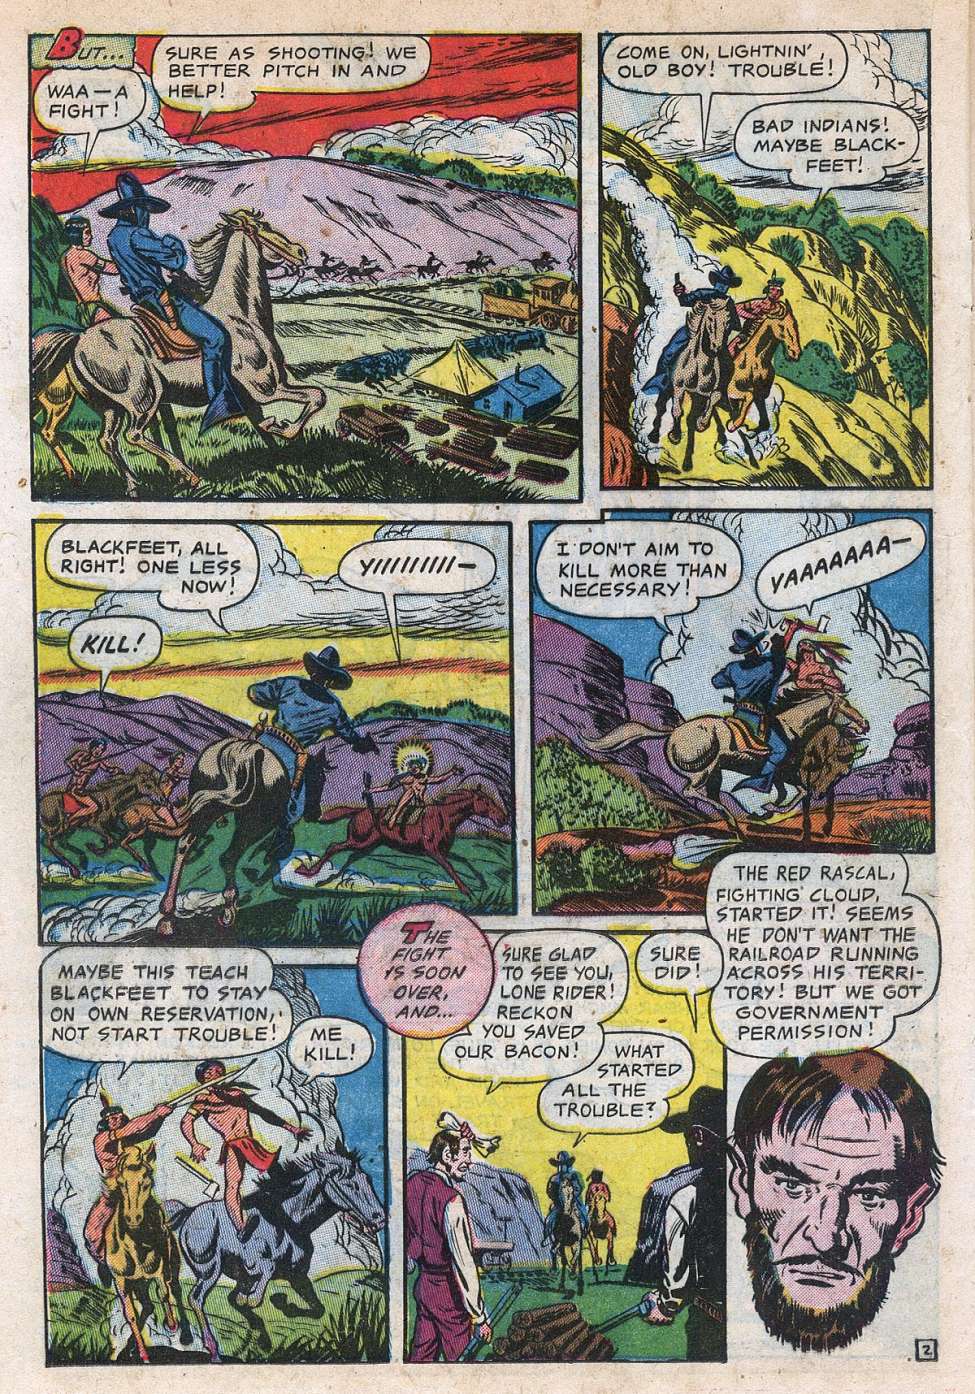 BUT...
WAA — A
FIGHT!
SURE AS SHOOTING! WE
BETTER PITCH IN AND
HELP!
COME ON, LIGHTNIN',
OLD BOY! TROUBLE!
BAD INDIANS!
MAYBE BLACK-
FEET!
BLACKFEET, ALL
RIGHT! ONE LESS
NOW!
YIIIIIIIII—
KILL!
I DON'T AIM TO
KILL MORE THAN
NECESSARY!
YAAAAAAA—
MAYBE THIS TEACH
BLACKFEET TO STAY
ON OWN RESERVATION,
NOT START TROUBLE!
ME
KILL!
THE
FIGHT
IS SOON
OVER,
AND...
SURE GLAD
TO SEE YOU,
LONE RIDER!
RECKON
YOU SAVED
OUR BACON!
SURE
DID!
WHAT
STARTED
ALL THE
TROUBLE?
THE RED RASCAL,
FIGHTING CLOUD,
STARTED IT! SEEMS
HE DON'T WANT THE
RAILROAD RUNNING
ACROSS HIS TERRI-
TORY! BUT WE GOT
GOVERNMENT
PERMISSION!
2